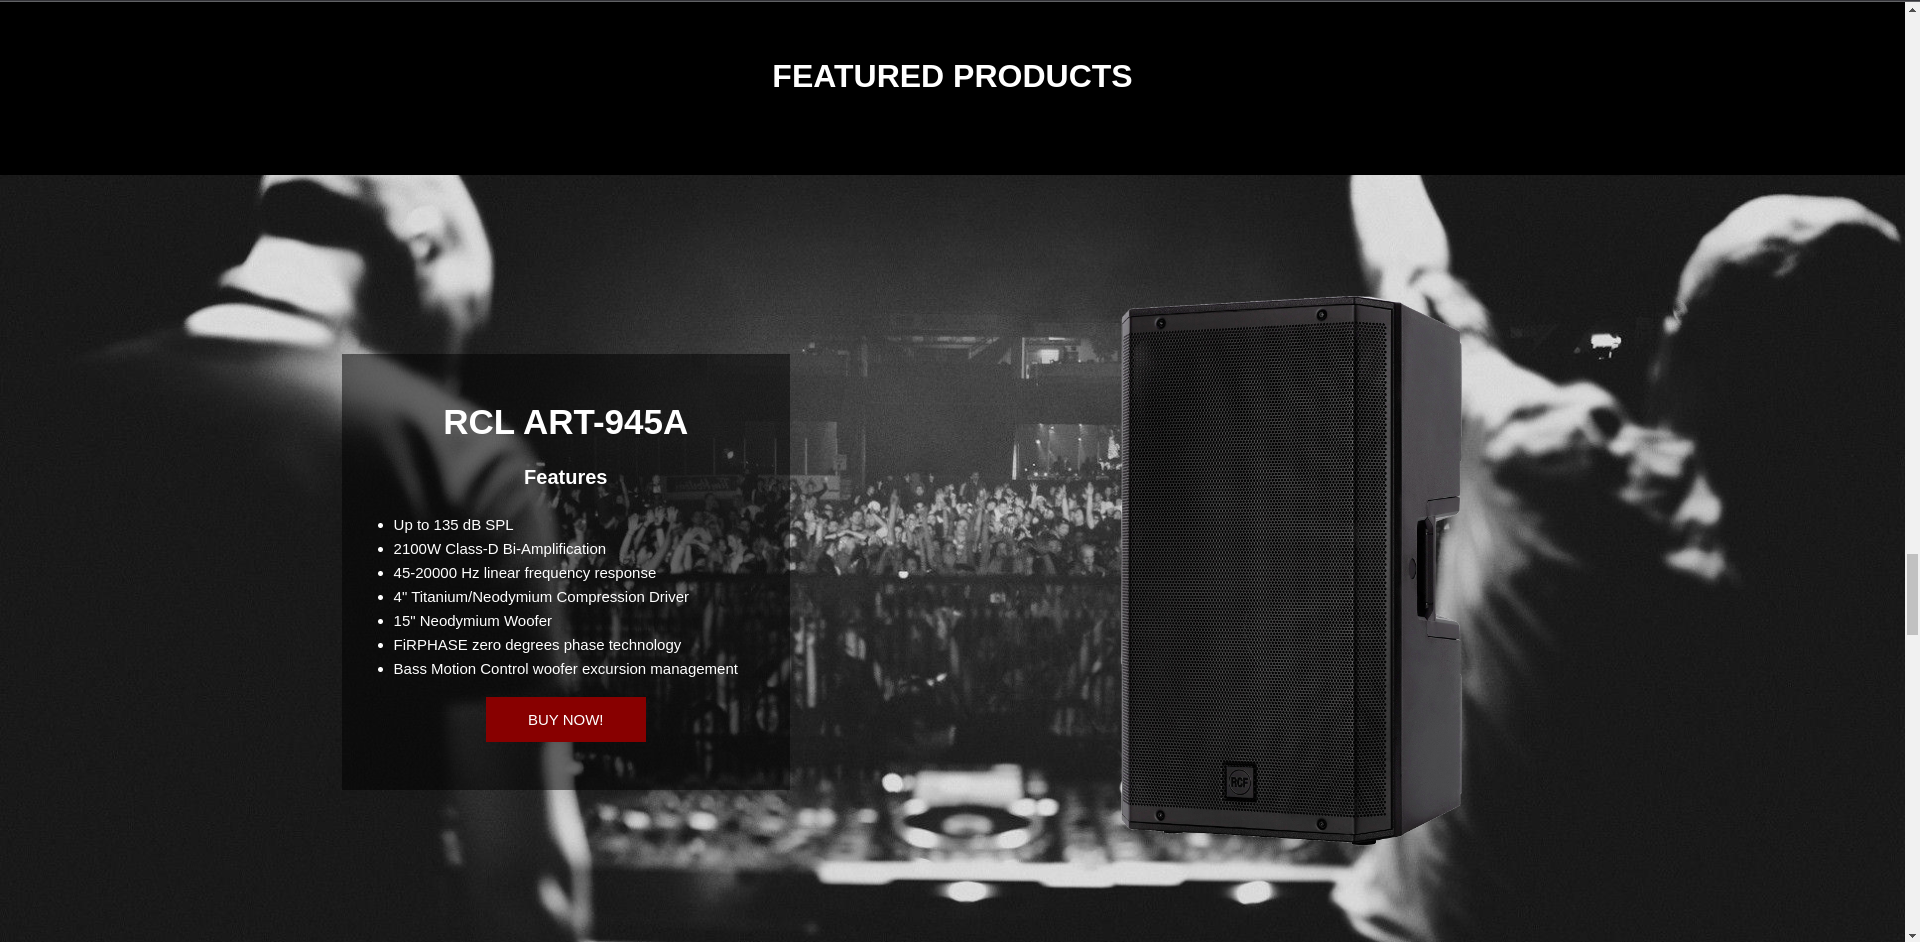 FEATURED PRODUCTS
RCL ART-945A
Features
Up to 135 dB SPL
2100W Class-D Bi-Amplification
45-20000 Hz linear frequency response
4" Titanium/Neodymium Compression Driver
15" Neodymium Woofer
FiRPHASE zero degrees phase technology
Bass Motion Control woofer excursion management
BUY NOW!
RCF